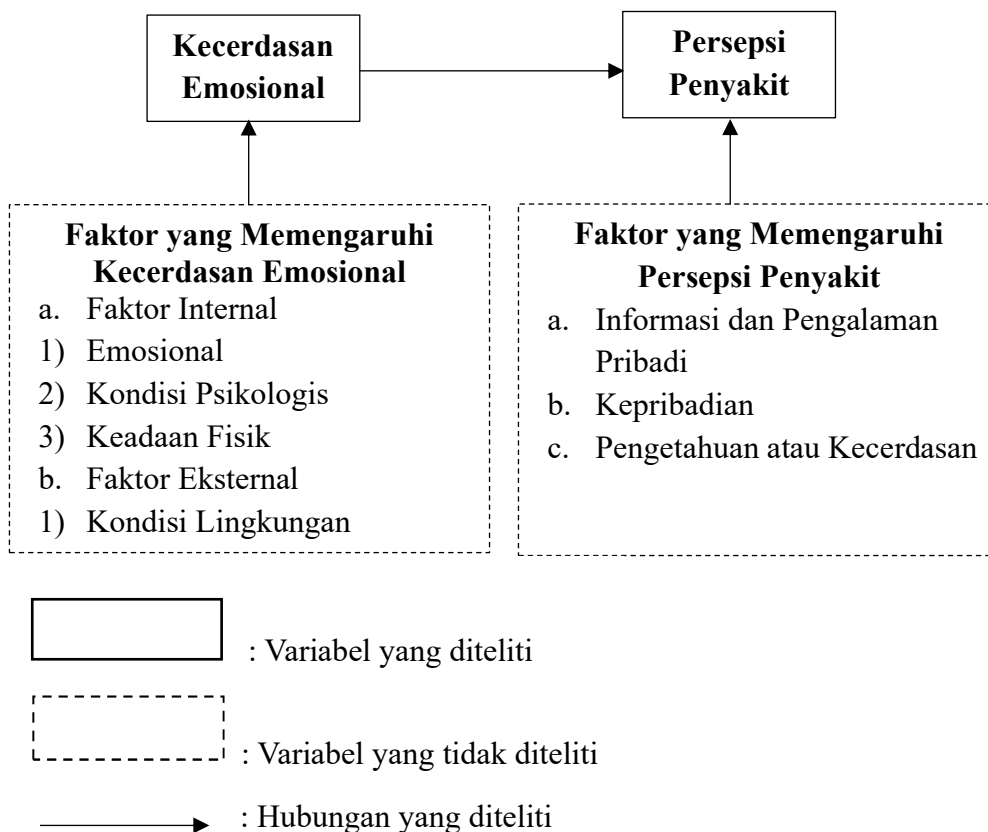 Kecerdasan
Emosional
Persepsi
Penyakit
Faktor yang Memengaruhi
Kecerdasan Emosional
a. Faktor Internal
1) Emosional
2) Kondisi Psikologis
3) Keadaan Fisik
b. Faktor Eksternal
1) Kondisi Lingkungan
Faktor yang Memengaruhi
Persepsi Penyakit
a. Informasi dan Pengalaman
Pribadi
b. Kepribadian
c. Pengetahuan atau Kecerdasan
: Variabel yang diteliti
: Variabel yang tidak diteliti
: Hubungan yang diteliti